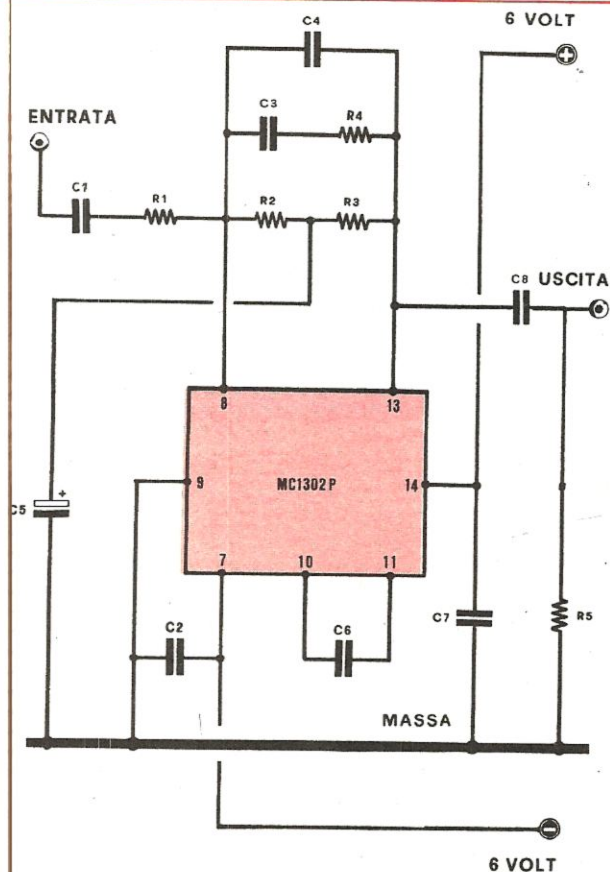 C4
6 VOLT
+
C3
R4
ENTRATA
C1
R1
R2
R3
C8
USCITA
8
13
9
MC1302P
14
C5
+
7
10
11
C2
C6
C7
R5
MASSA
6 VOLT